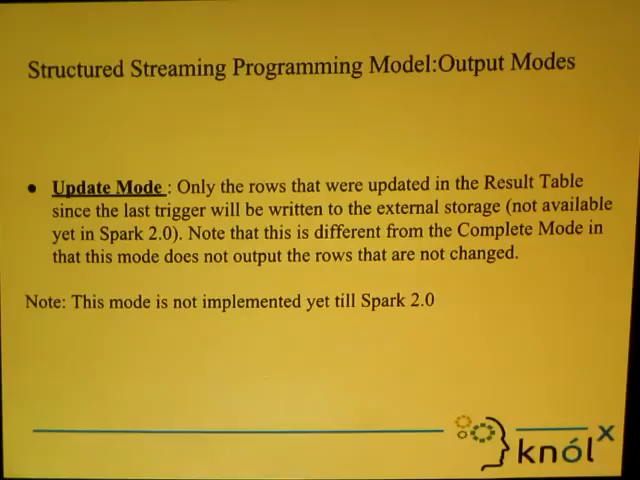 Structured Streaming Programming Model:Output Modes
● Update Mode : Only the rows that were updated in the Result Table
since the last trigger will be written to the external storage (not available
yet in Spark 2.0). Note that this is different from the Complete Mode in
that this mode does not output the rows that are not changed.
Note: This mode is not implemented yet till Spark 2.0
knólx